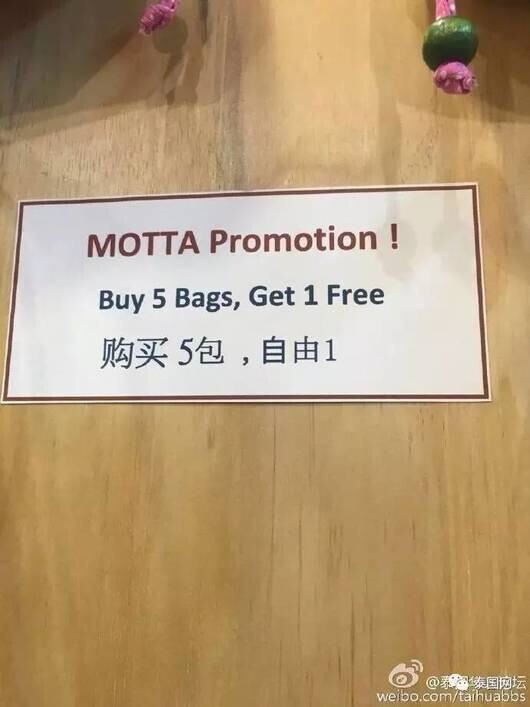 MOTTA Promotion !
Buy 5 Bags, Get 1 Free
购买 5包 , 自由1
weibo.com/taihuabbs